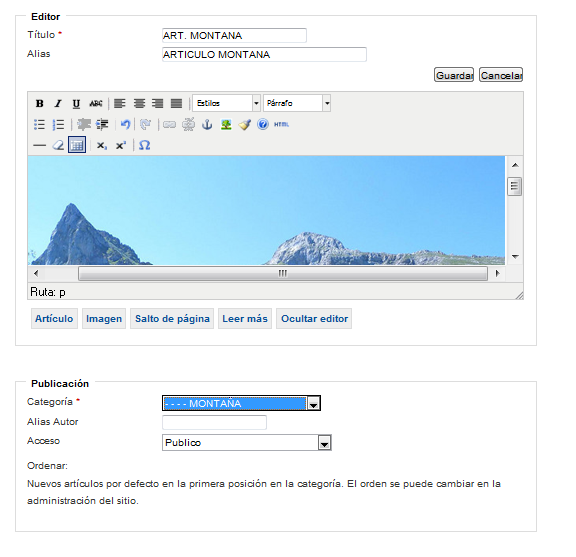 Editor
Título *
ART. MONTANA
Alias
ARTICULO MONTANA
Guardar Cancelar
B I U ABC Estilos Párrafo
HTML
x, x² Ω
Ruta: p
Artículo Imagen Salto de página Leer más Ocultar editor
Publicación
Categoría *
- - - - MONTAÑA
Alias Autor
Acceso
Publico
Ordenar:
Nuevos artículos por defecto en la primera posición en la categoría. El orden se puede cambiar en la
administración del sitio.